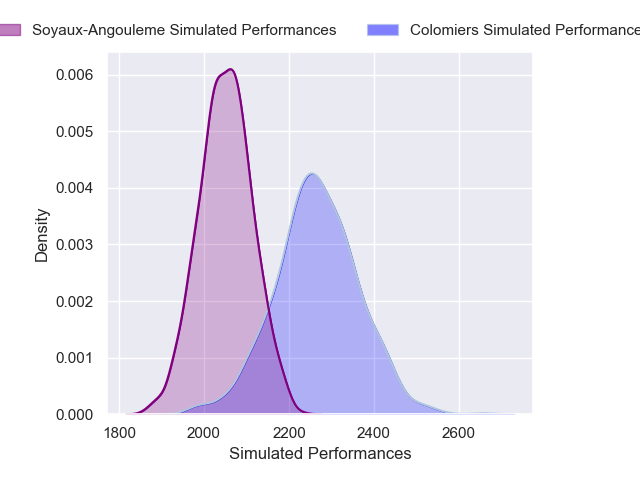 Soyaux-Angouleme Simulated Performances Colomiers Simulated Performance
0.006
0.005
0.004
0.003
0.002
0.001
0.000
Density
1800 2000 2200 2400 2600
Simulated Performances